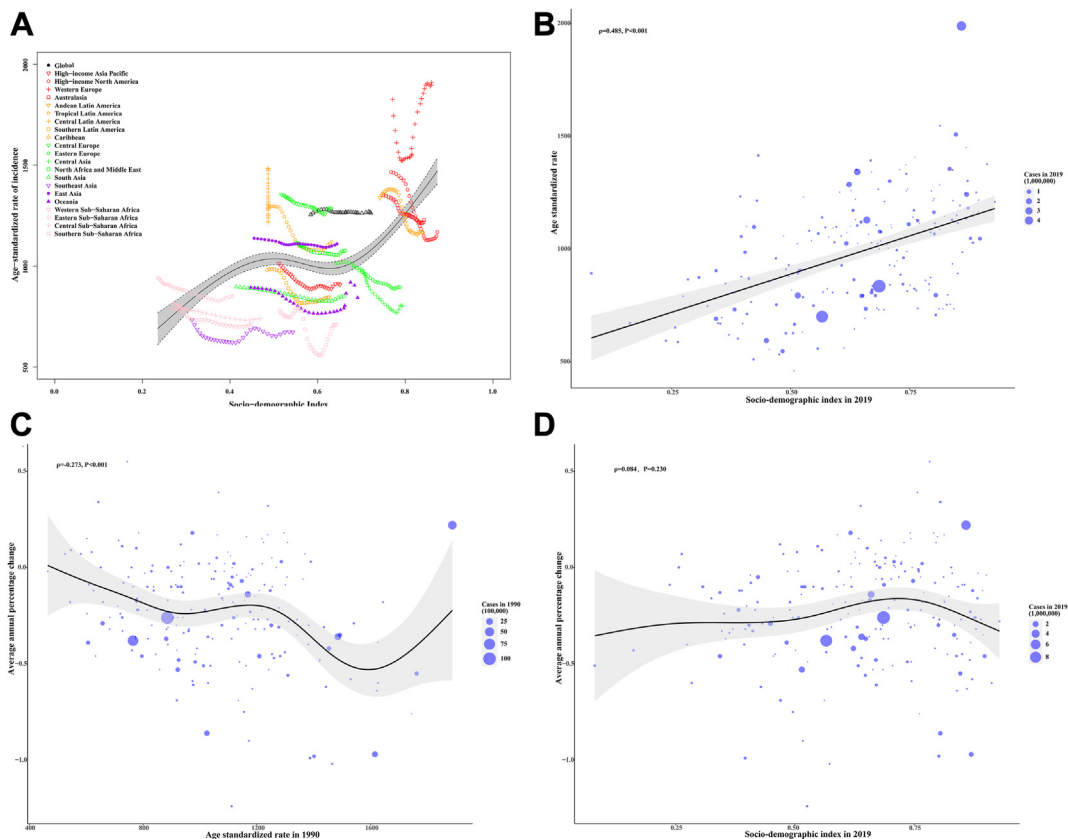 A
2000
1500
1000
500
Age-standardized rate of incidence
Global
High-income Asia Pacific
High-income North America
Western Europe
Australasia
Andean Latin America
Tropical Latin America
Central Latin America
Southern Latin America
Caribbean
Central Europe
Eastern Europe
Central Asia
North Africa and Middle East
South Asia
Southeast Asia
East Asia
Oceania
Western Sub-Saharan Africa
Eastern Sub-Saharan Africa
Central Sub-Saharan Africa
Southern Sub-Saharan Africa
0.0 0.2 0.4 0.6 0.8 1.0
Socio-demographic Index
B
ρ=0.485, P<0.001
2000
1500
1000
500
Age standardized rate
Cases in 2019
(1,000,000)
1
2
3
4
0.25 0.50 0.75
Socio-demographic index in 2019
C
ρ=-0.273, P<0.001
0.5
0.0
-0.5
-1.0
Average annual percentage change
Cases in 1990
(100,000)
25
50
75
100
400 800 1200 1600
Age standardized rate in 1990
D
ρ=0.084, P=0.230
0.5
0.0
-0.5
-1.0
Average annual percentage change
Cases in 2019
(1,000,000)
2
4
6
8
0.25 0.50 0.75
Socio-demographic index in 2019